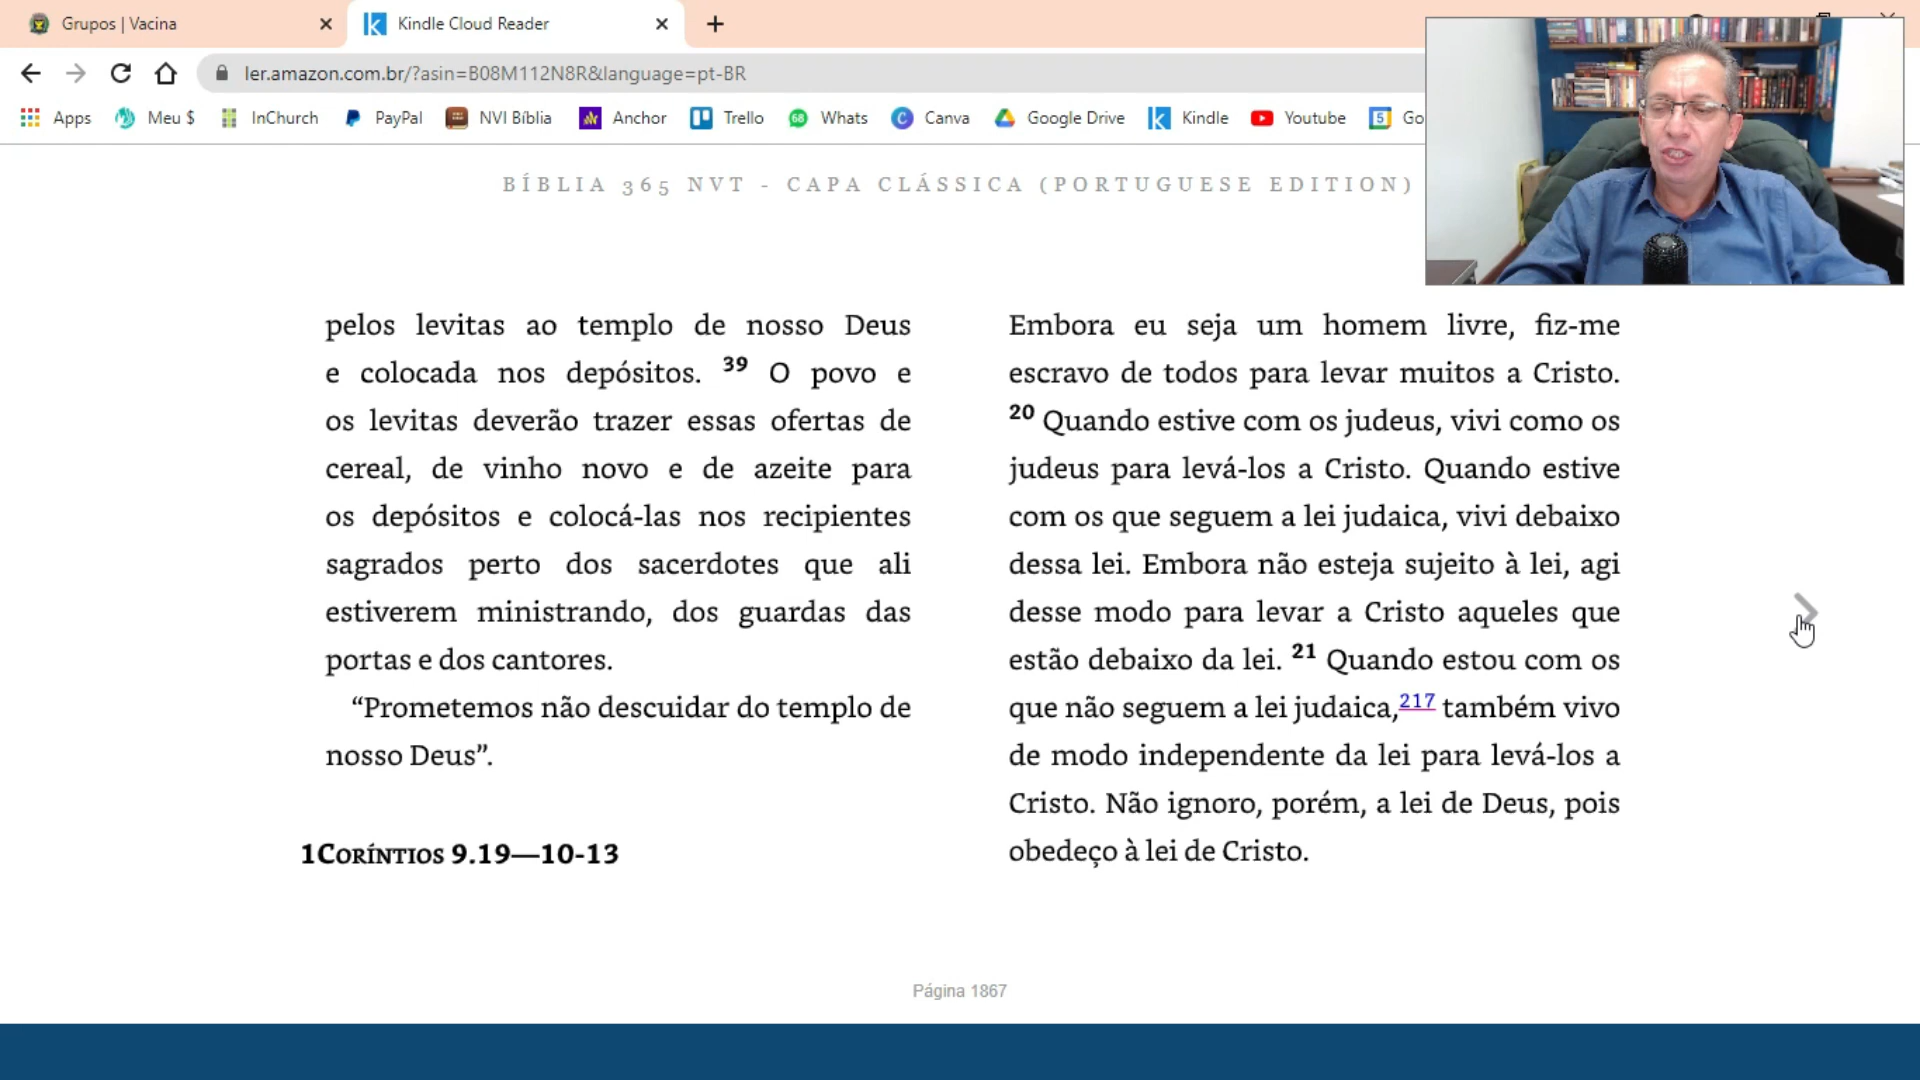 Grupos | Vacina
Kindle Cloud Reader
ler.amazon.com.br/?asin=B08M112N8R&language=pt-BR
Apps
Meu $
InChurch
PayPal
NVI Bíblia
Anchor
Trello
68
Whats
C
Canva
Google Drive
Kindle
Youtube
5
Go
BÍBLIA 365 NVT - CAPA CLÁSSICA (PORTUGUESE EDITION)
pelos levitas ao templo de nosso Deus
e colocada nos depósitos. 39 O povo e
os levitas deverão trazer essas ofertas de
cereal, de vinho novo e de azeite para
os depósitos e colocá-las nos recipientes
sagrados perto dos sacerdotes que ali
estiverem ministrando, dos guardas das
portas e dos cantores.
“Prometemos não descuidar do templo de
nosso Deus”.
1CORÍNTIOS 9.19—10-13
Embora eu seja um homem livre, fiz-me
escravo de todos para levar muitos a Cristo.
20 Quando estive com os judeus, vivi como os
judeus para levá-los a Cristo. Quando estive
com os que seguem a lei judaica, vivi debaixo
dessa lei. Embora não esteja sujeito à lei, agi
desse modo para levar a Cristo aqueles que
estão debaixo da lei. 21 Quando estou com os
que não seguem a lei judaica,217 também vivo
de modo independente da lei para levá-los a
Cristo. Não ignoro, porém, a lei de Deus, pois
obedeço à lei de Cristo.
Página 1867